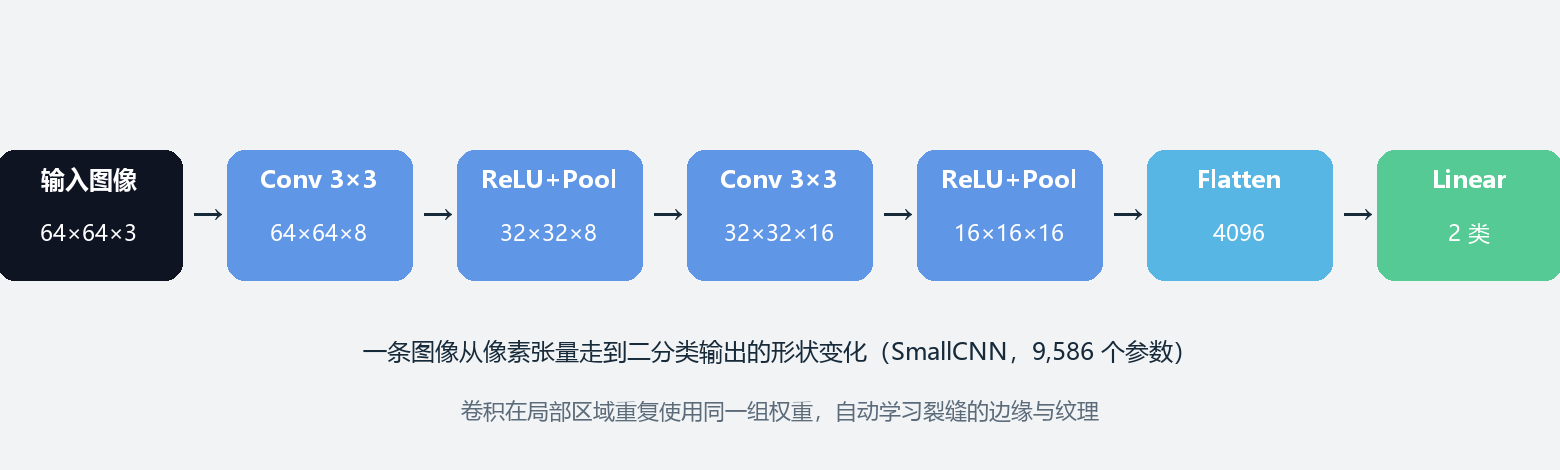 输入图像
64×64×3
→
Conv 3×3
64×64×8
→
ReLU+Pool
32×32×8
→
Conv 3×3
32×32×16
→
ReLU+Pool
16×16×16
→
Flatten
4096
→
Linear
2 类
一条图像从像素张量走到二分类输出的形状变化（SmallCNN，9,586 个参数）
卷积在局部区域重复使用同一组权重，自动学习裂缝的边缘与纹理